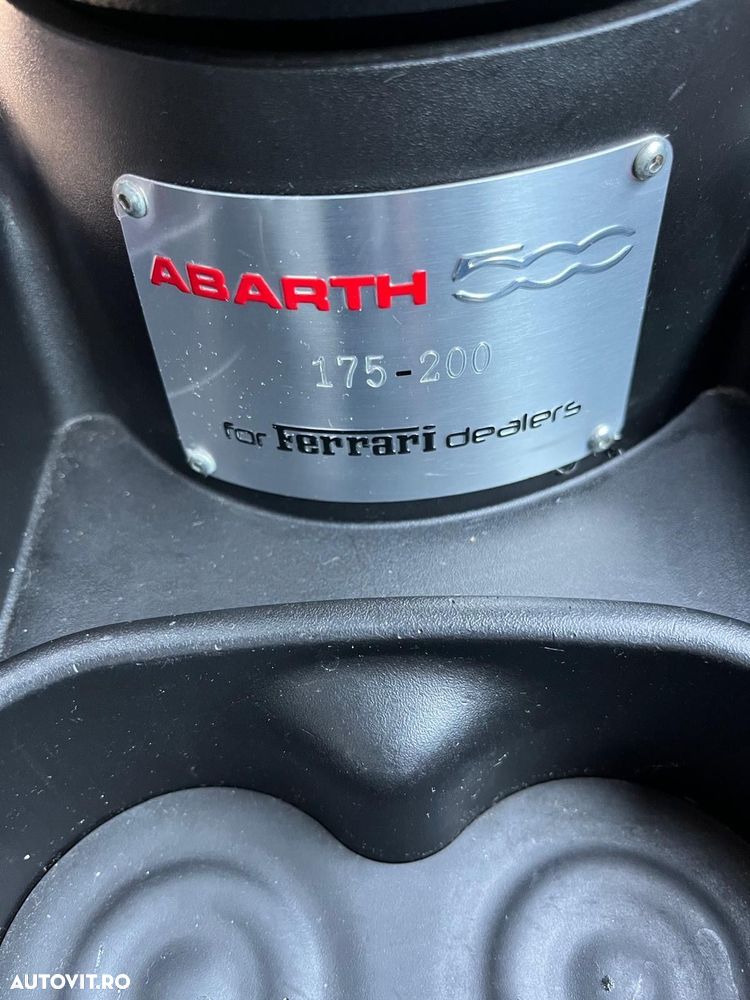 ABARTH 500
175-200
for Ferrari dealers
AUTOVIT.RO